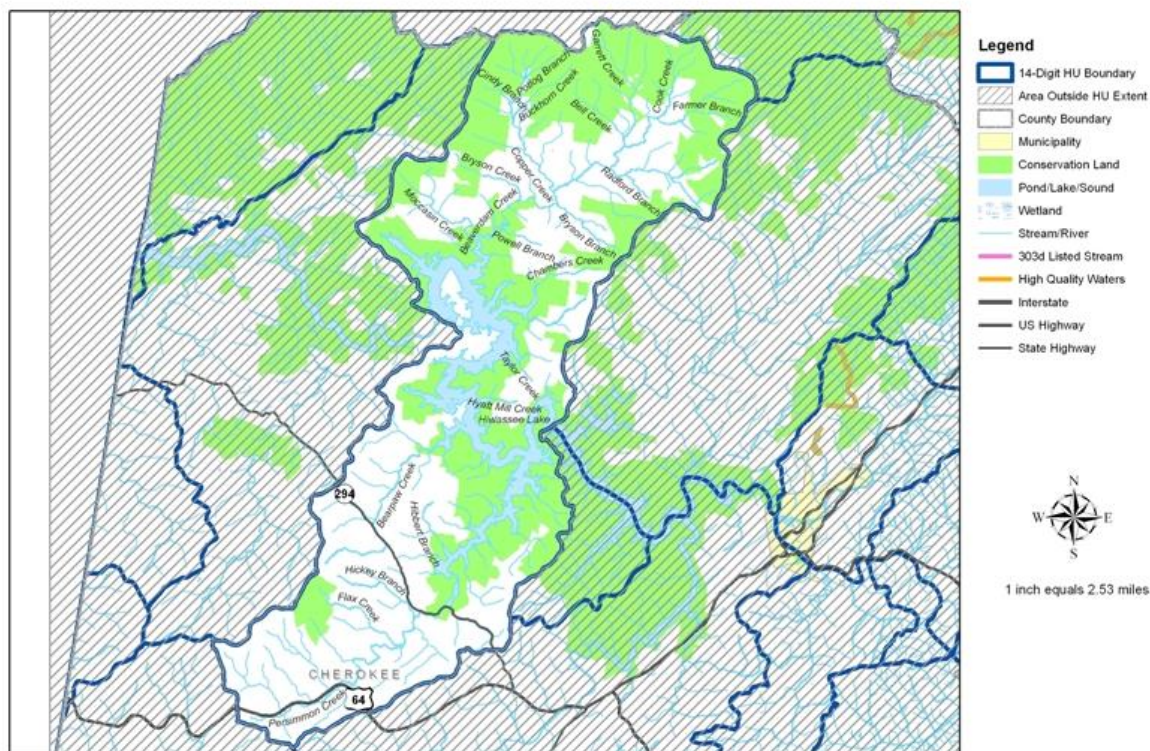 Legend
14-Digit HU Boundary
Area Outside HU Extent
County Boundary
Municipality
Conservation Land
Pond/Lake/Sound
Wetland
Stream/River
303d Listed Stream
High Quality Waters
Interstate
US Highway
State Highway
N
W E
S
1 inch equals 2.53 miles
Cindy Branch
Potlog Branch
Buckhorn Creek
Garrett Creek
Bell Creek
Cook Creek
Farmer Branch
Bryson Creek
Copper Creek
Radford Branch
Moccasin Creek
Beaverdam Creek
Bryson Branch
Powell Branch
Chambers Creek
Taylor Creek
Hyatt Mill Creek
Hiwassee Lake
Bearpaw Creek
294
Hibbert Branch
Hickey Branch
Flax Creek
CHEROKEE
64
Persimmon Creek